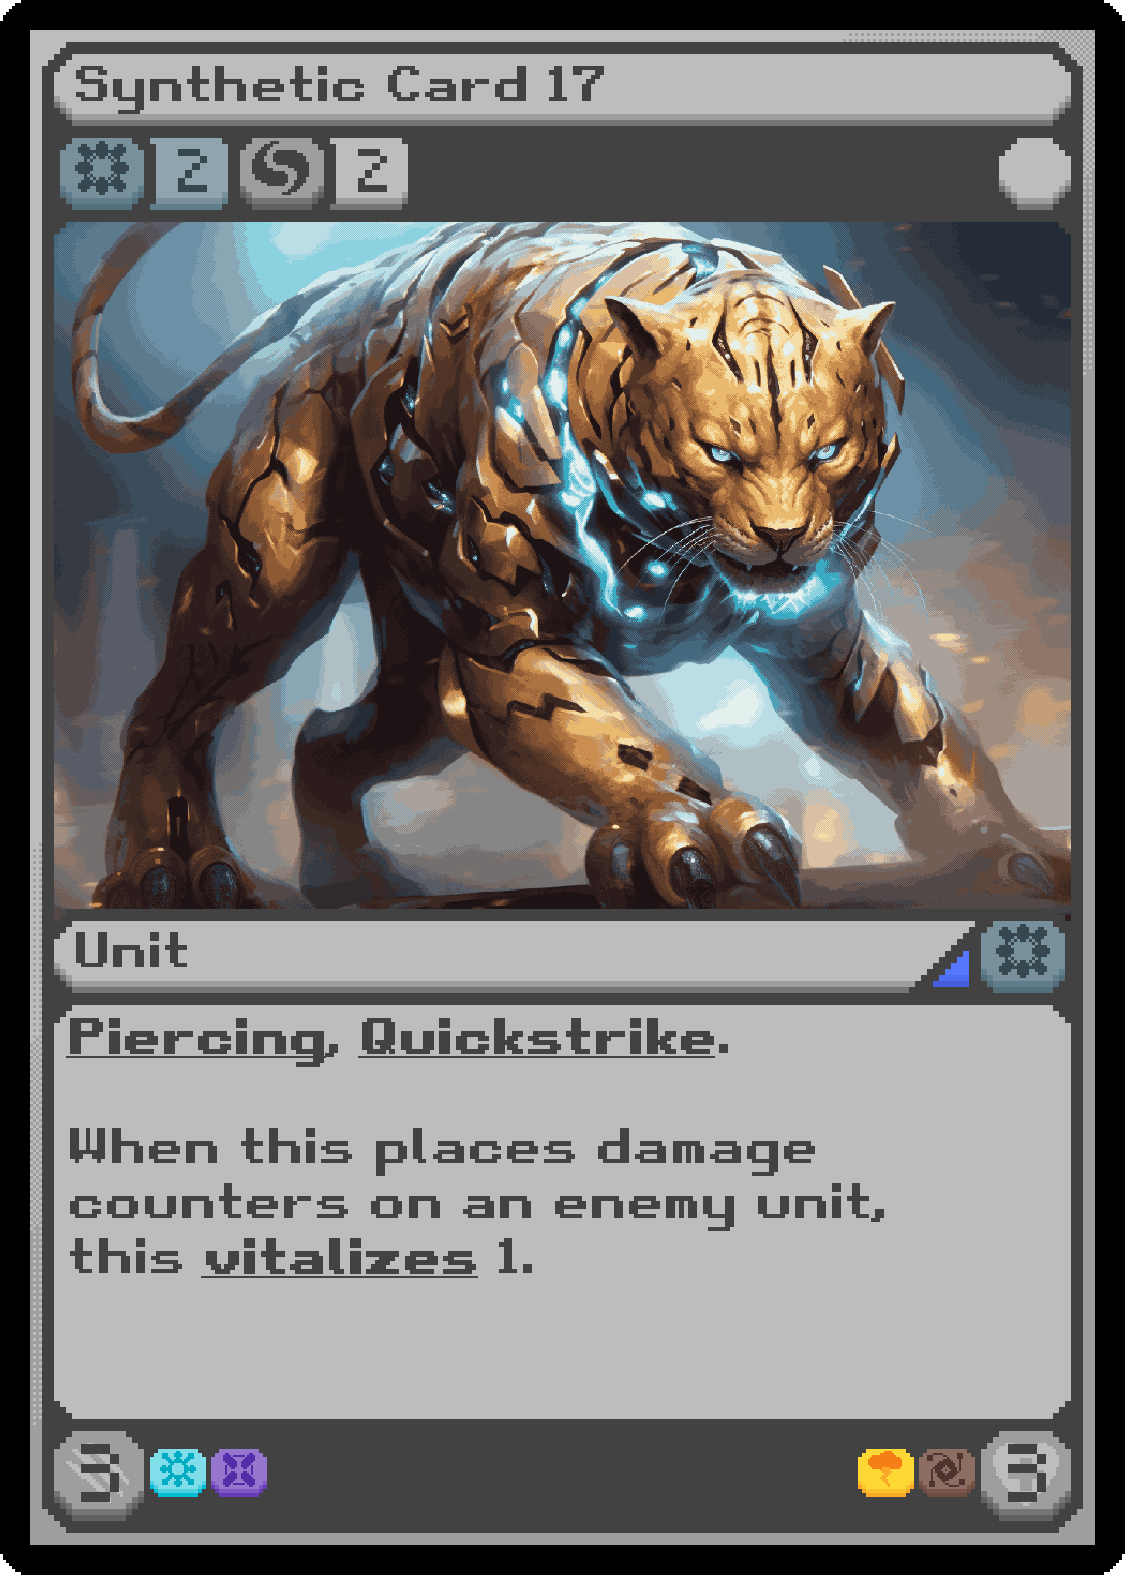 Synthetic Card 17
2 2
Unit
Piercing, Quickstrike.
When this places damage
counters on an enemy unit,
this vitalizes 1.
3 3